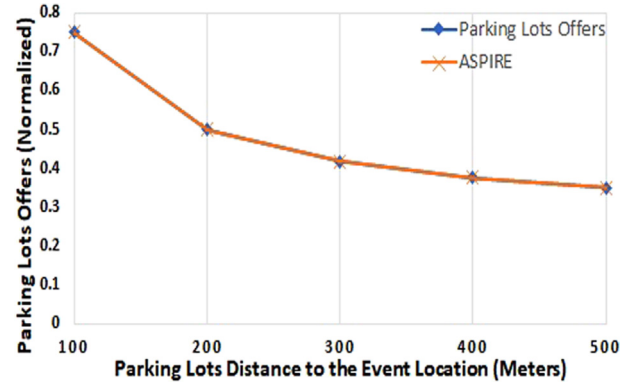 Parking Lots Offers (Normalized)
0.8
0.7
0.6
0.5
0.4
0.3
0.2
0.1
0
Parking Lots Offers
ASPIRE
100 200 300 400 500
Parking Lots Distance to the Event Location (Meters)